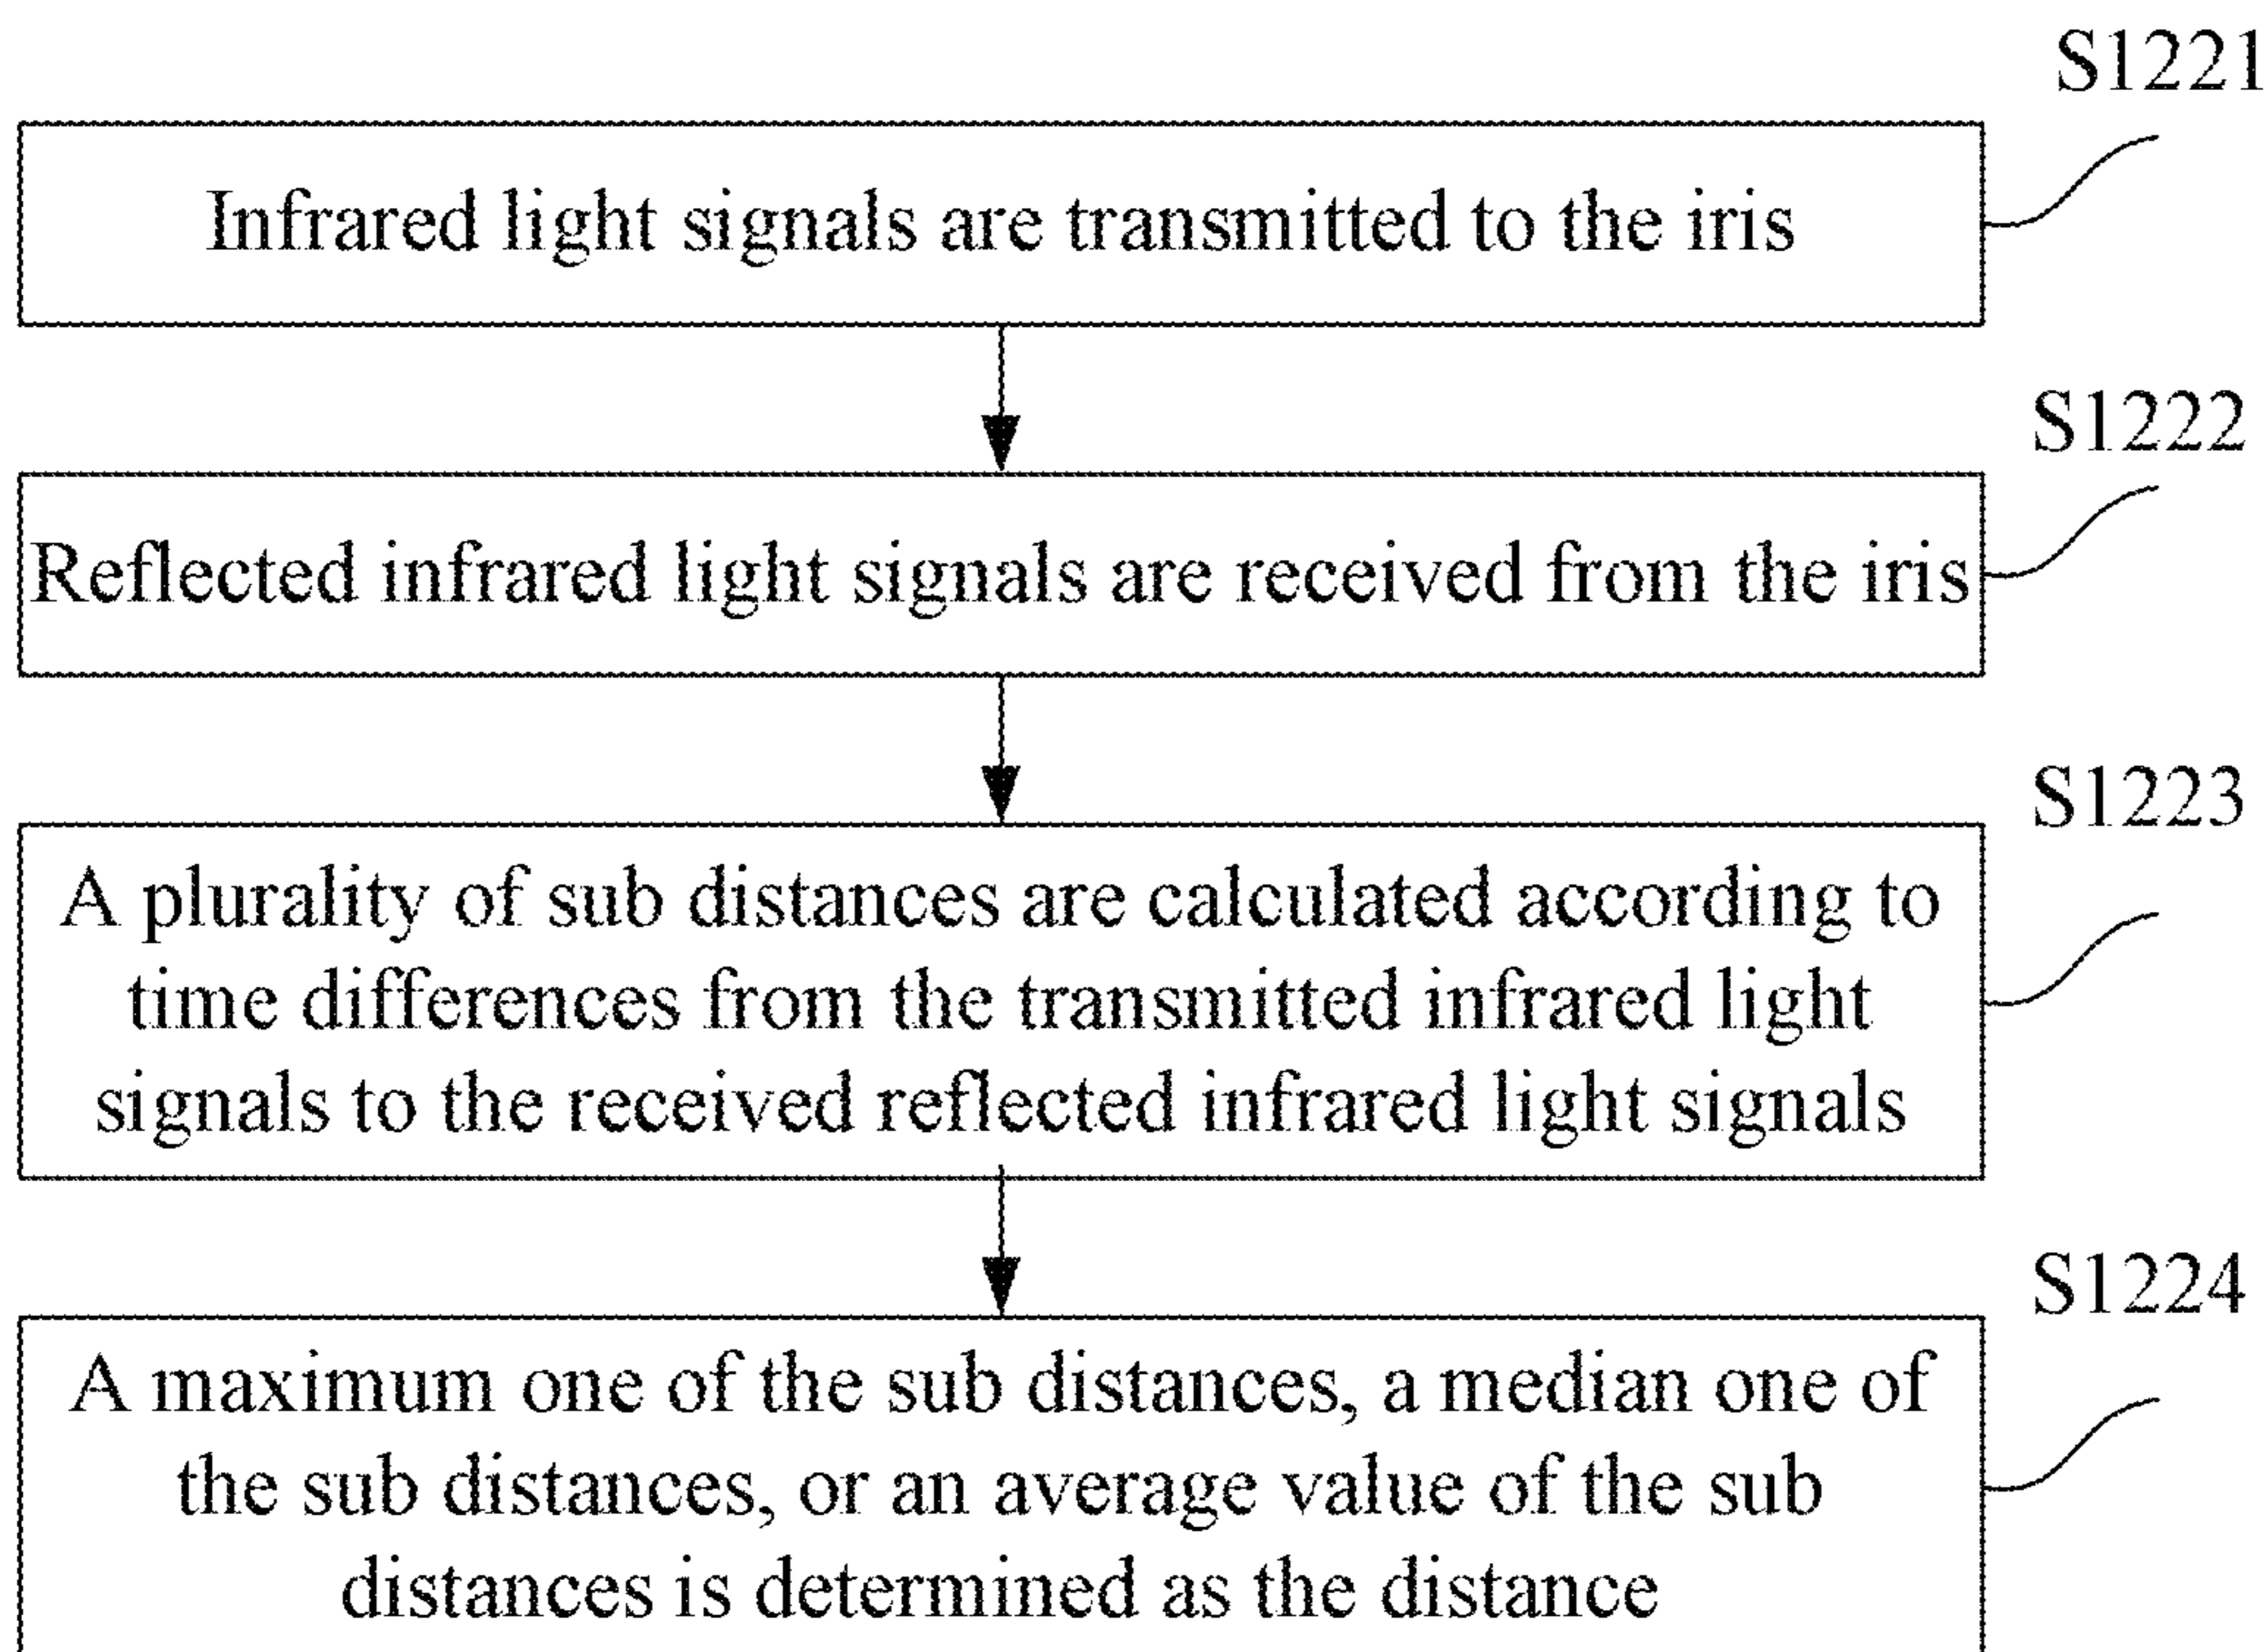 S1221
Infrared light signals are transmitted to the iris
S1222
Reflected infrared light signals are received from the iris
S1223
A plurality of sub distances are calculated according to
time differences from the transmitted infrared light
signals to the received reflected infrared light signals
S1224
A maximum one of the sub distances, a median one of
the sub distances, or an average value of the sub
distances is determined as the distance